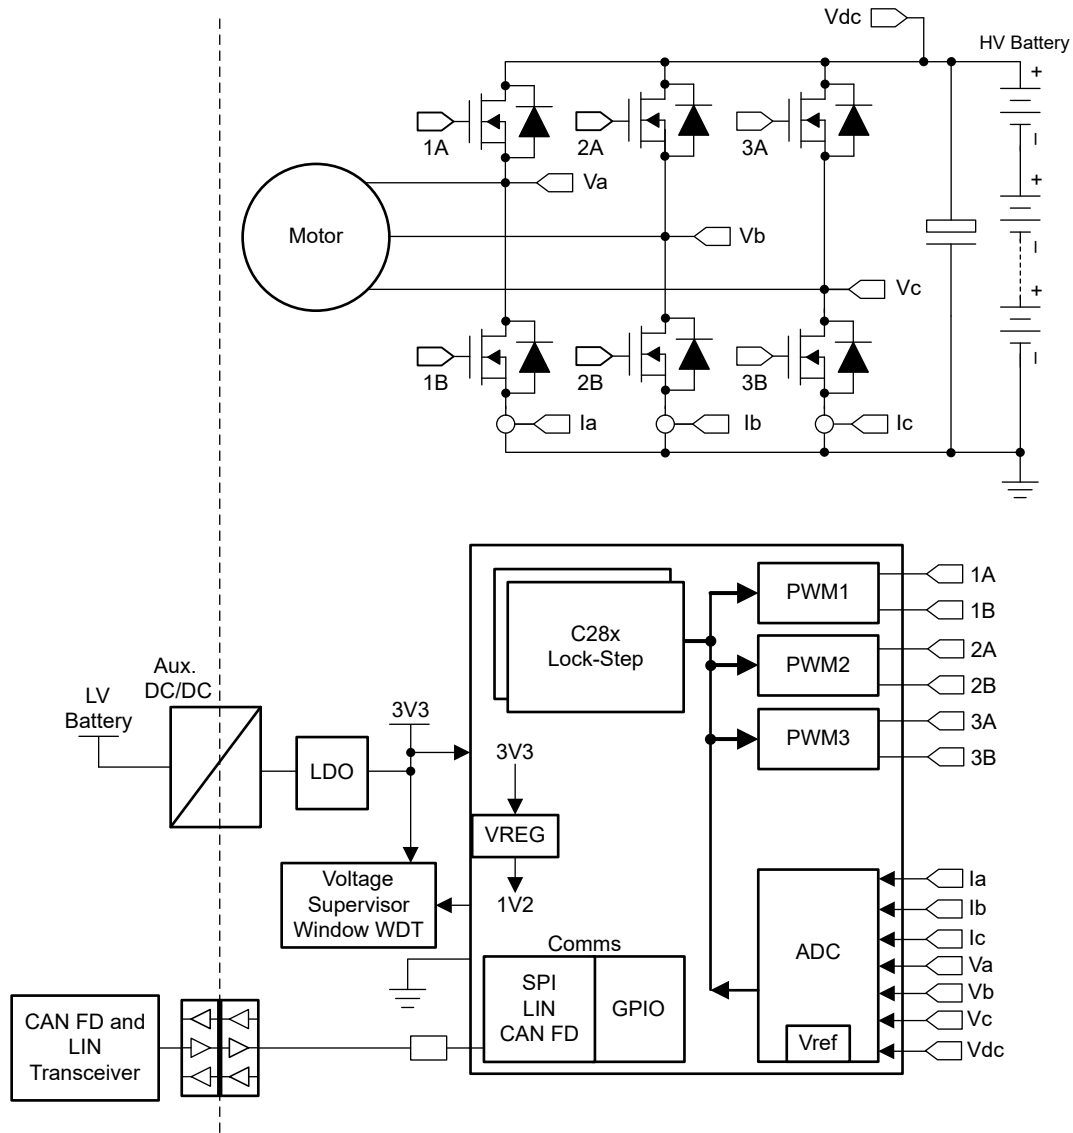 Vdc
HV Battery
+
1A
2A
3A
–
Va
+
Motor
Vb
–
Vc
+
1B
2B
3B
–
Ia
Ib
Ic
C28x
Lock-Step
PWM1
1A
1B
PWM2
2A
2B
PWM3
3A
3B
LV
Battery
Aux.
DC/DC
LDO
3V3
3V3
VREG
1V2
Voltage
Supervisor
Window WDT
Comms
SPI
LIN
CAN FD
GPIO
ADC
Vref
Ia
Ib
Ic
Va
Vb
Vc
Vdc
CAN FD and
LIN
Transceiver